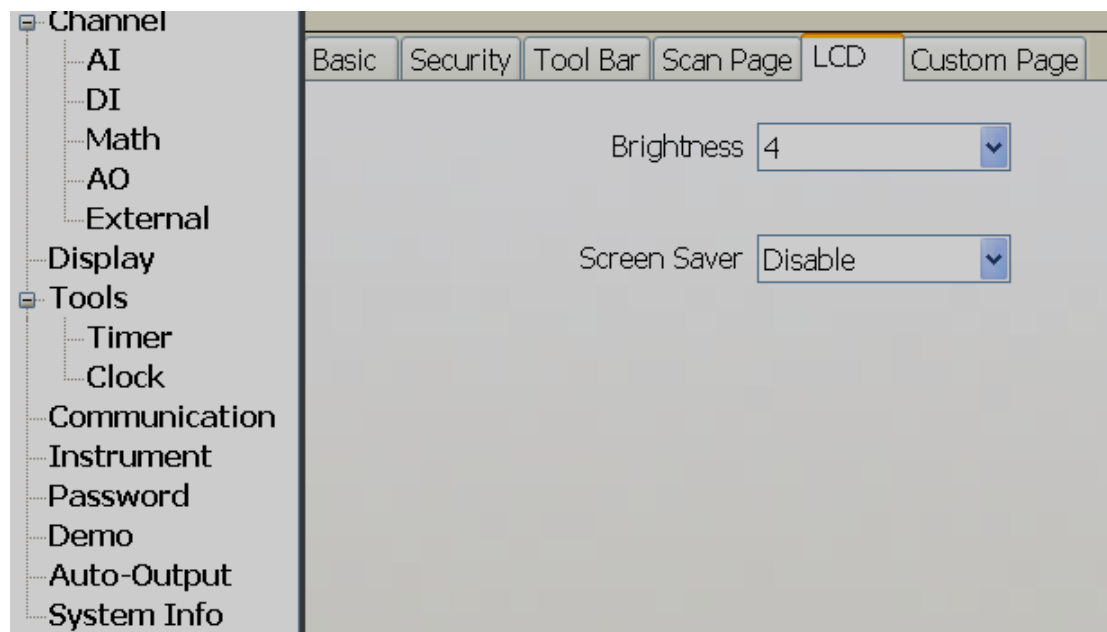 Channel
AI
DI
Math
AO
External
Display
Tools
Timer
Clock
Communication
Instrument
Password
Demo
Auto-Output
System Info
Basic Security Tool Bar Scan Page LCD Custom Page
Brightness 4
Screen Saver Disable